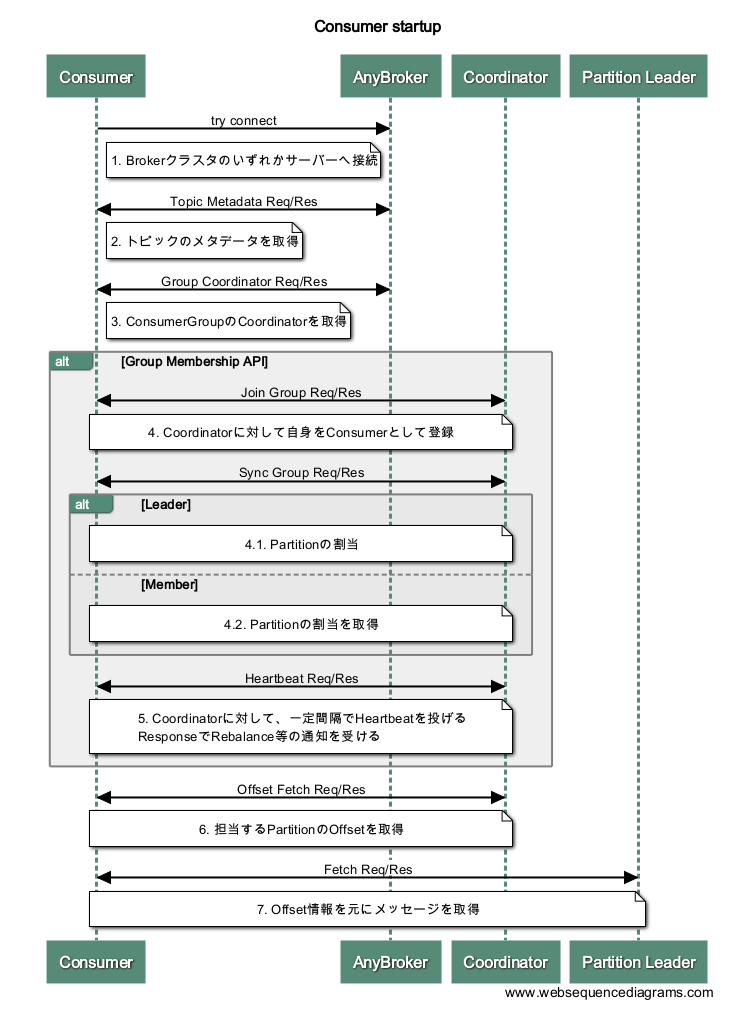 Consumer startup
Consumer
AnyBroker
Coordinator
Partition Leader
try connect
1. Brokerクラスタのいずれかサーバーへ接続
Topic Metadata Req/Res
2. トピックのメタデータを取得
Group Coordinator Req/Res
3. ConsumerGroupのCoordinatorを取得
alt [Group Membership API]
Join Group Req/Res
4. Coordinatorに対して自身をConsumerとして登録
Sync Group Req/Res
alt [Leader]
4.1. Partitionの割当
[Member]
4.2. Partitionの割当を取得
Heartbeat Req/Res
5. Coordinatorに対して、一定間隔でHeartbeatを投げる
ResponseでRebalance等の通知を受ける
Offset Fetch Req/Res
6. 担当するPartitionのOffsetを取得
Fetch Req/Res
7. Offset情報を元にメッセージを取得
Consumer
AnyBroker
Coordinator
Partition Leader
www.websequencediagrams.com